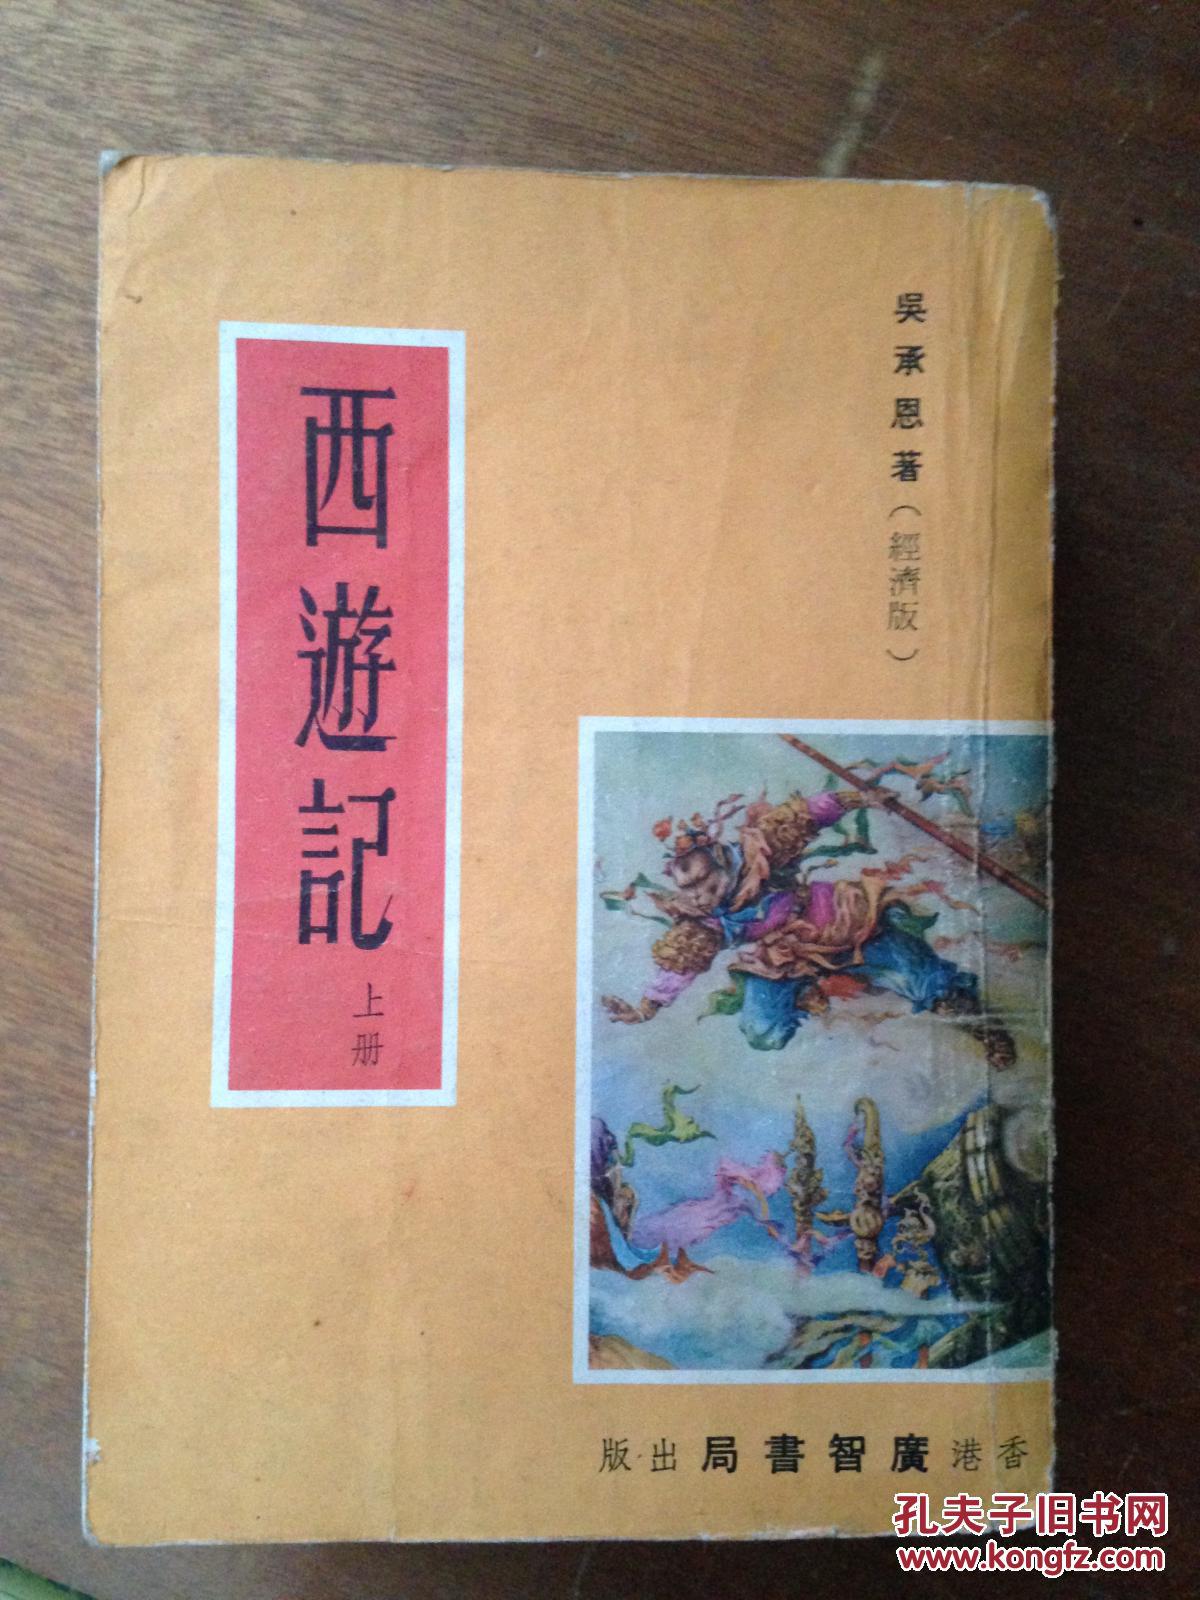 吳承恩著（經濟版）
西遊記
上册
香港廣智書局出版
孔夫子旧书网
www.kongfz.com